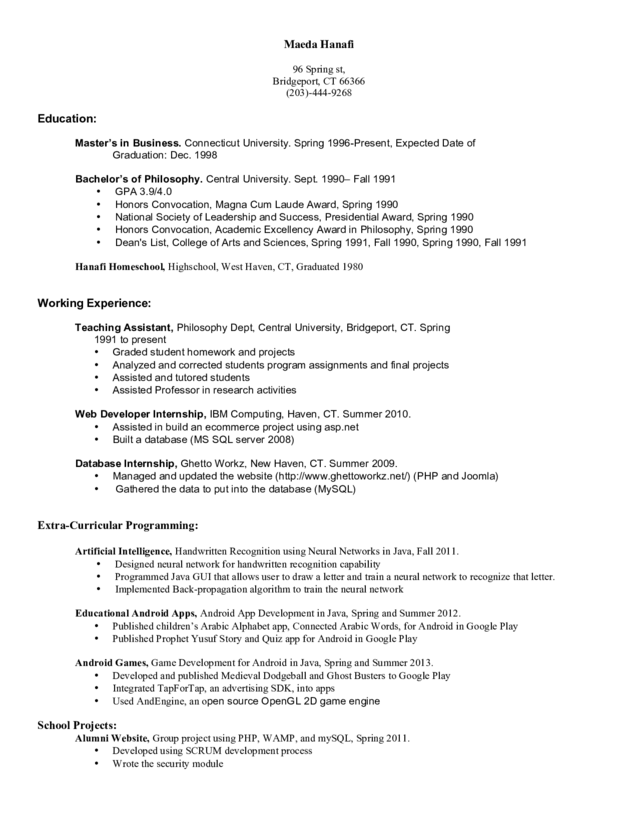 Maeda Hanafi
96 Spring st,
Bridgeport, CT 66366
(203)-444-9268
Education:
Master's in Business. Connecticut University. Spring 1996-Present, Expected Date of
Graduation: Dec. 1998
Bachelor's of Philosophy. Central University. Sept. 1990– Fall 1991
• GPA 3.9/4.0
• Honors Convocation, Magna Cum Laude Award, Spring 1990
• National Society of Leadership and Success, Presidential Award, Spring 1990
• Honors Convocation, Academic Excellency Award in Philosophy, Spring 1990
• Dean's List, College of Arts and Sciences, Spring 1991, Fall 1990, Spring 1990, Fall 1991
Hanafi Homeschool, Highschool, West Haven, CT, Graduated 1980
Working Experience:
Teaching Assistant, Philosophy Dept, Central University, Bridgeport, CT. Spring
1991 to present
• Graded student homework and projects
• Analyzed and corrected students program assignments and final projects
• Assisted and tutored students
• Assisted Professor in research activities
Web Developer Internship, IBM Computing, Haven, CT. Summer 2010.
• Assisted in build an ecommerce project using asp.net
• Built a database (MS SQL server 2008)
Database Internship, Ghetto Workz, New Haven, CT. Summer 2009.
• Managed and updated the website (http://www.ghettoworkz.net/) (PHP and Joomla)
• Gathered the data to put into the database (MySQL)
Extra-Curricular Programming:
Artificial Intelligence, Handwritten Recognition using Neural Networks in Java, Fall 2011.
• Designed neural network for handwritten recognition capability
• Programmed Java GUI that allows user to draw a letter and train a neural network to recognize that letter.
• Implemented Back-propagation algorithm to train the neural network
Educational Android Apps, Android App Development in Java, Spring and Summer 2012.
• Published children's Arabic Alphabet app, Connected Arabic Words, for Android in Google Play
• Published Prophet Yusuf Story and Quiz app for Android in Google Play
Android Games, Game Development for Android in Java, Spring and Summer 2013.
• Developed and published Medieval Dodgeball and Ghost Busters to Google Play
• Integrated TapForTap, an advertising SDK, into apps
• Used AndEngine, an open source OpenGL 2D game engine
School Projects:
Alumni Website, Group project using PHP, WAMP, and mySQL, Spring 2011.
• Developed using SCRUM development process
• Wrote the security module